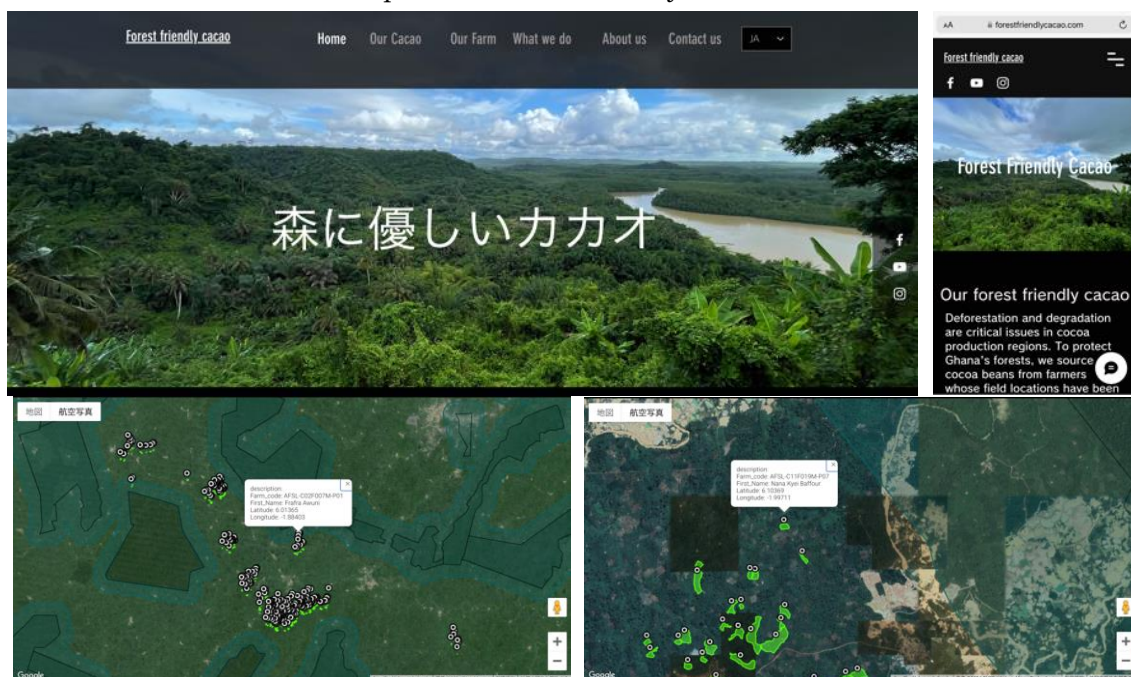 Forest friendly cacao
Home Our Cacao Our Farm What we do About us Contact us JA
森に優しいカカオ
AA forestfriendlycacao.com
Forest friendly cacao
Forest Friendly Cacao
Our forest friendly cacao
Deforestation and degradation
are critical issues in cocoa
production regions. To protect
Ghana's forests, we source
cocoa beans from farmers
whose field locations have been
地図 航空写真
description:
Farm_code: AFSL-C02F007M-P01
First_Name: Frafra Awuni
Latitude: 6.01365
Longitude: -1.98403
Google
地図 航空写真
description:
Farm_code: AFSL-C11F019M-P07
First_Name: Nana Kye Baffour
Latitude: 6.10369
Longitude: -1.99711
Google